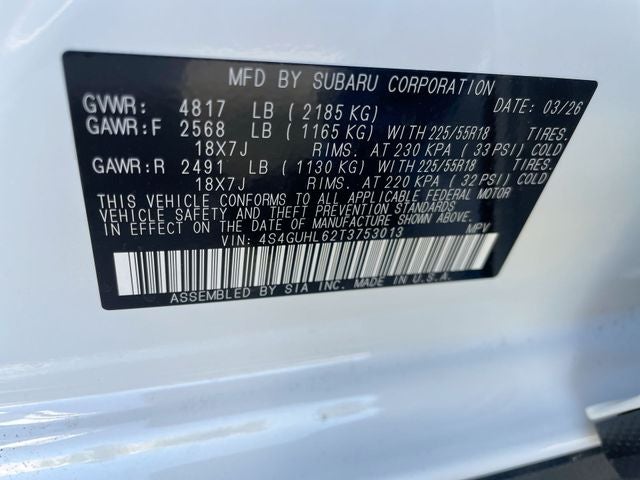 MFD BY SUBARU CORPORATION
GVWR: 4817 LB ( 2185 KG) DATE: 03/26
GAWR:F 2568 LB ( 1165 KG) WITH 225/55R18 TIRES.
18X7J RIMS. AT 230 KPA ( 33 PSI) COLD
GAWR:R 2491 LB ( 1130 KG) WITH 225/55R18 TIRES.
18X7J RIMS. AT 220 KPA ( 32 PSI) COLD
THIS VEHICLE CONFORMS TO ALL APPLICABLE FEDERAL MOTOR
VEHICLE SAFETY AND THEFT PREVENTION STANDARDS IN EFFECT
ON THE DATE OF MANUFACTURE SHOWN ABOVE.
VIN: 4S4GUHL62T3753013 MPV
ASSEMBLED BY SIA INC. MADE IN U.S.A.